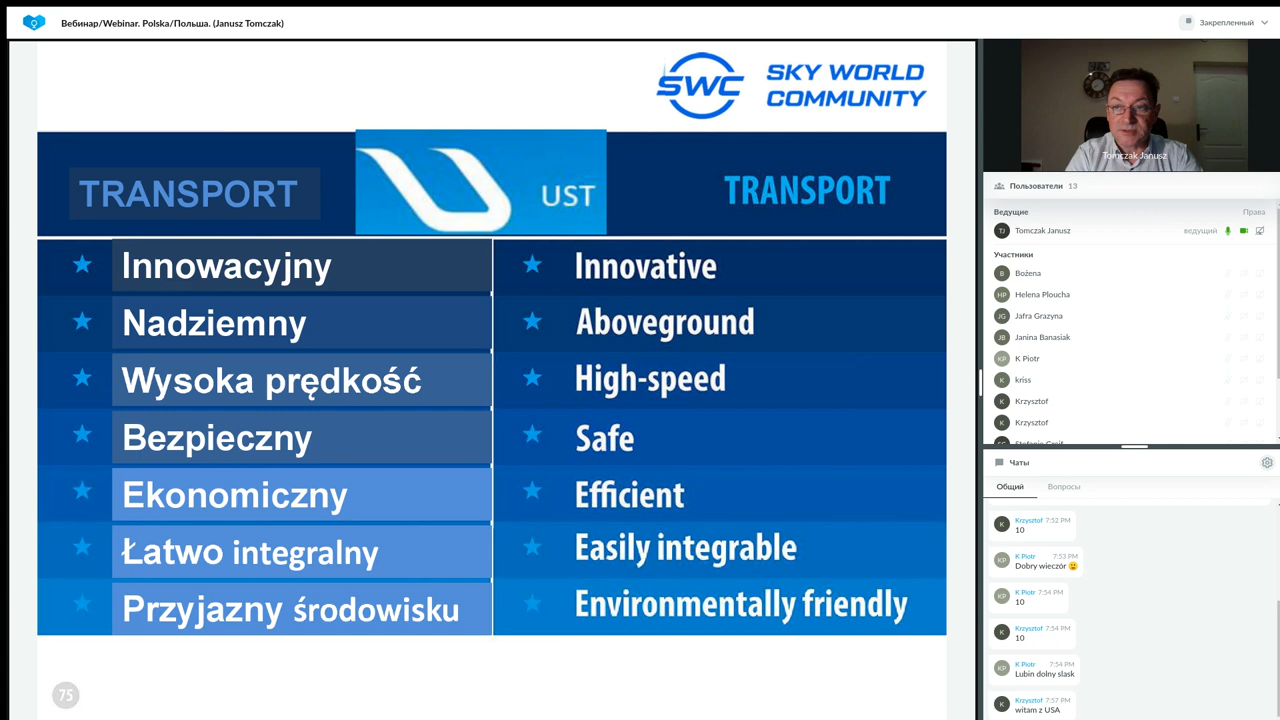 Вебинар/Webinar. Polska/Польша. (Janusz Tomczak)
Закрепленный
SWC
SKY WORLD
COMMUNITY
TRANSPORT
UST
TRANSPORT
Innowacyjny
Innovative
Nadziemny
Aboveground
Wysoka prędkość
High-speed
Bezpieczny
Safe
Ekonomiczny
Efficient
Łatwo integralny
Easily integrable
Przyjazny środowisku
Environmentally friendly
75
Tomczak Janusz
Пользователи 13
Ведущие Права
TJ Tomczak Janusz ведущий
Участники
B Bożena
HP Helena Ploucha
JG Jafra Grazyna
JB Janina Banasiak
KP K Piotr
K kriss
K Krzysztof
K Krzysztof
Чаты
Общий Вопросы
K Krzysztof 7:52 PM
10
KP K Piotr 7:53 PM
Dobry wieczór 🙂
KP K Piotr 7:54 PM
10
K Krzysztof 7:54 PM
10
KP K Piotr 7:54 PM
Lubin dolny slask
K Krzysztof 7:57 PM
witam z USA